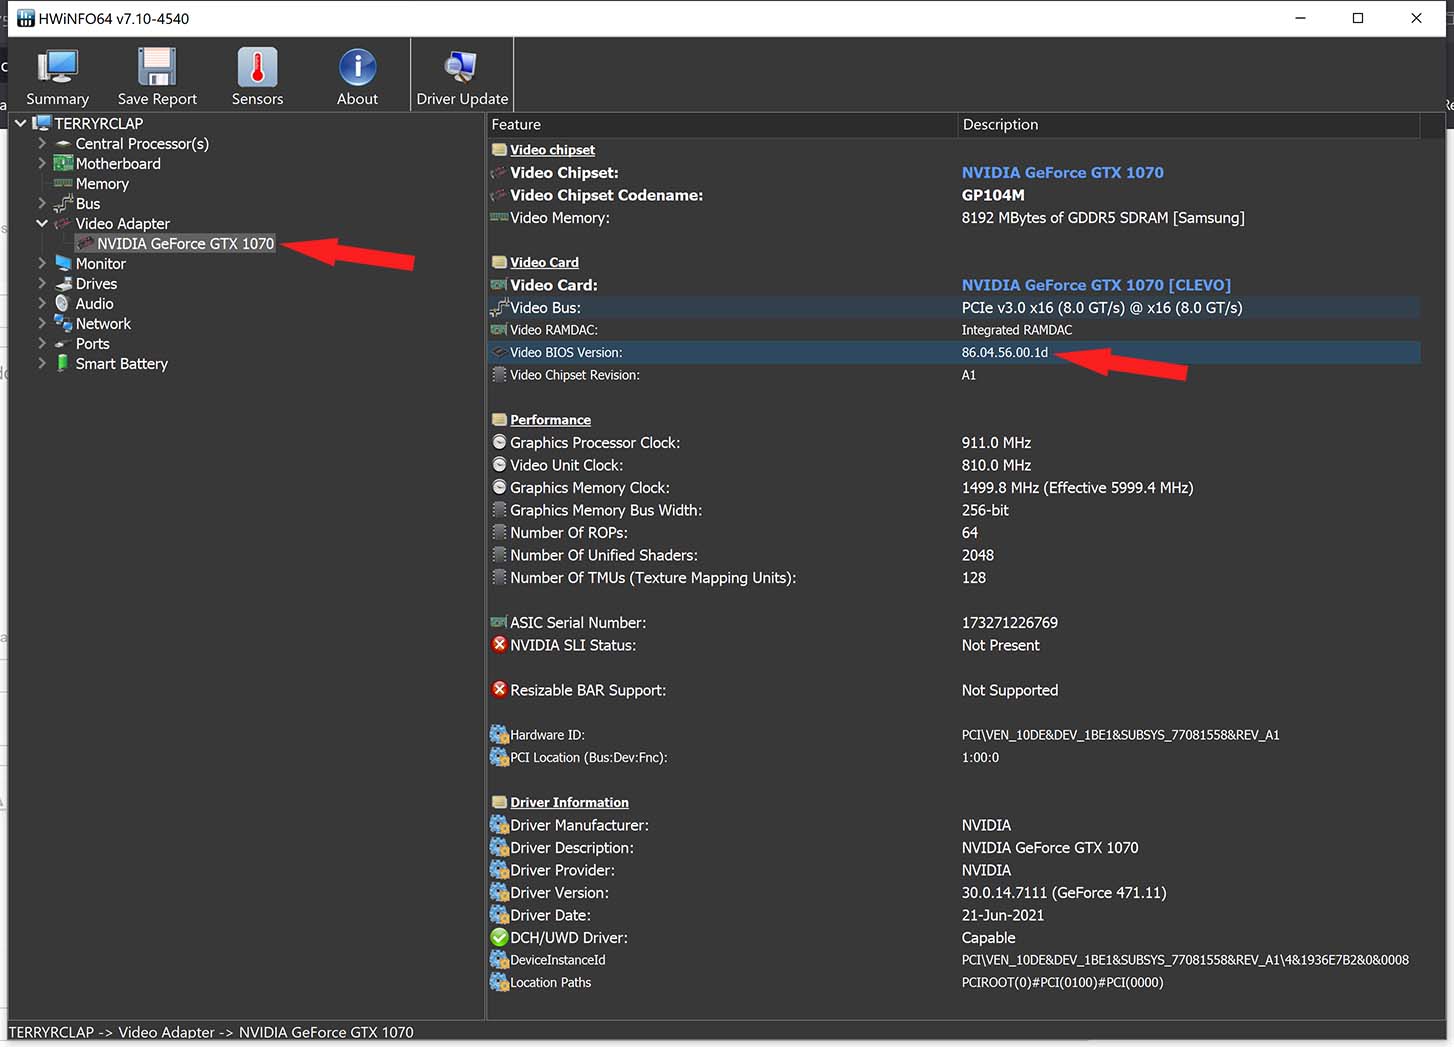 HWiNFO64 v7.10-4540
Summary Save Report Sensors About Driver Update
TERRYRCLAP
Central Processor(s)
Motherboard
Memory
Bus
Video Adapter
NVIDIA GeForce GTX 1070
Monitor
Drives
Audio
Network
Ports
Smart Battery
Feature Description
Video chipset
Video Chipset: NVIDIA GeForce GTX 1070
Video Chipset Codename: GP104M
Video Memory: 8192 MBytes of GDDR5 SDRAM [Samsung]
Video Card
Video Card: NVIDIA GeForce GTX 1070 [CLEVO]
Video Bus: PCIe v3.0 x16 (8.0 GT/s) @ x16 (8.0 GT/s)
Video RAMDAC: Integrated RAMDAC
Video BIOS Version: 86.04.56.00.1d
Video Chipset Revision: A1
Performance
Graphics Processor Clock: 911.0 MHz
Video Unit Clock: 810.0 MHz
Graphics Memory Clock: 1499.8 MHz (Effective 5999.4 MHz)
Graphics Memory Bus Width: 256-bit
Number Of ROPs: 64
Number Of Unified Shaders: 2048
Number Of TMUs (Texture Mapping Units): 128
ASIC Serial Number: 173271226769
NVIDIA SLI Status: Not Present
Resizable BAR Support: Not Supported
Hardware ID: PCI\VEN_10DE&DEV_1BE1&SUBSYS_77081558&REV_A1
PCI Location (Bus:Dev:Fnc): 1:00:0
Driver Information
Driver Manufacturer: NVIDIA
Driver Description: NVIDIA GeForce GTX 1070
Driver Provider: NVIDIA
Driver Version: 30.0.14.7111 (GeForce 471.11)
Driver Date: 21-Jun-2021
DCH/UWD Driver: Capable
DeviceInstanceId PCI\VEN_10DE&DEV_1BE1&SUBSYS_77081558&REV_A1\4&1936E7B2&0&0008
Location Paths PCIROOT(0)#PCI(0100)#PCI(0000)
TERRYRCLAP -> Video Adapter -> NVIDIA GeForce GTX 1070